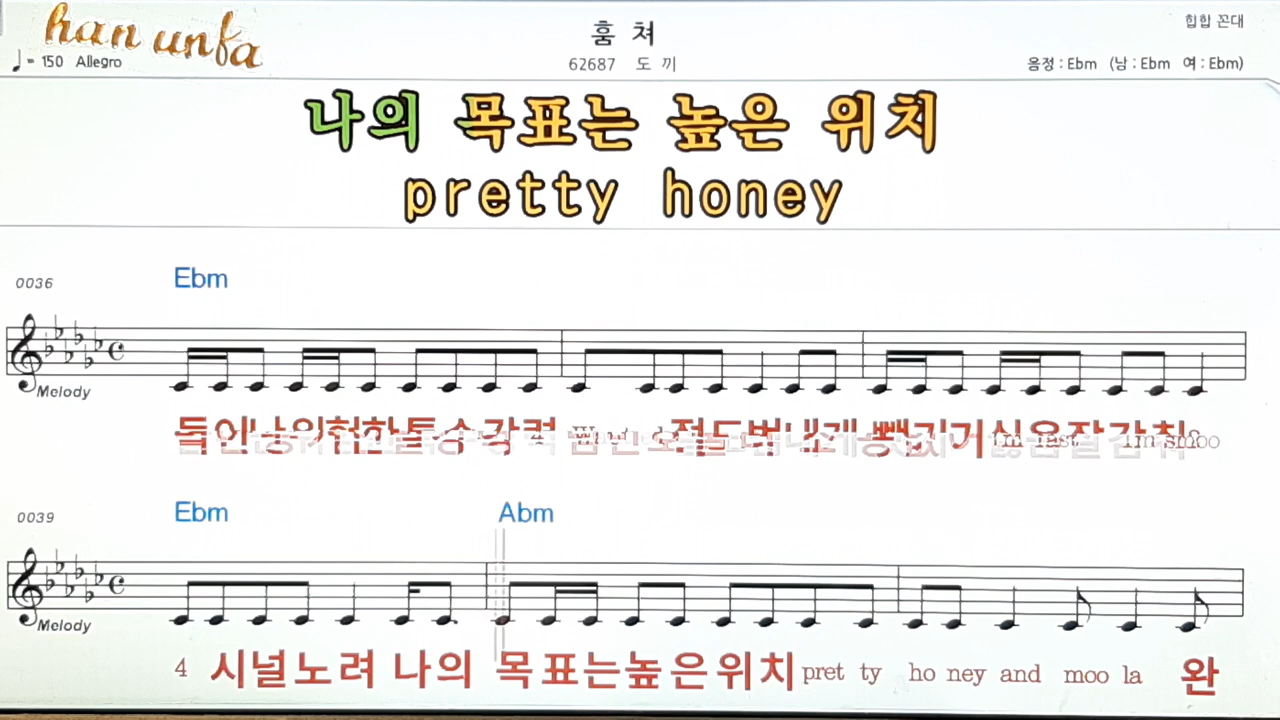 han unfa
힙합 꼰대
훔 쳐
♩= 150 Allegro
62687 도 끼
음정 : Ebm (남 : Ebm 여 : Ebm)
나의 목표는 높은 위치
pretty honey
0036
Ebm
Melody
0039
Ebm Abm
Melody
4 시널노려 나의 목표는높은위치 pret ty ho ney and moo la 완